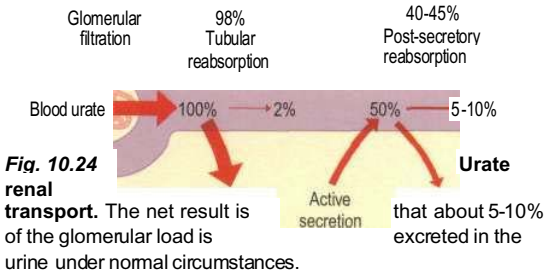 Glomerular filtration
98% Tubular reabsorption
40-45% Post-secretory reabsorption
Blood urate 100% 2% 50% 5-10%
Active secretion
Fig. 10.24 Urate
renal
transport. The net result is that about 5-10%
of the glomerular load is excreted in the
urine under normal circumstances.